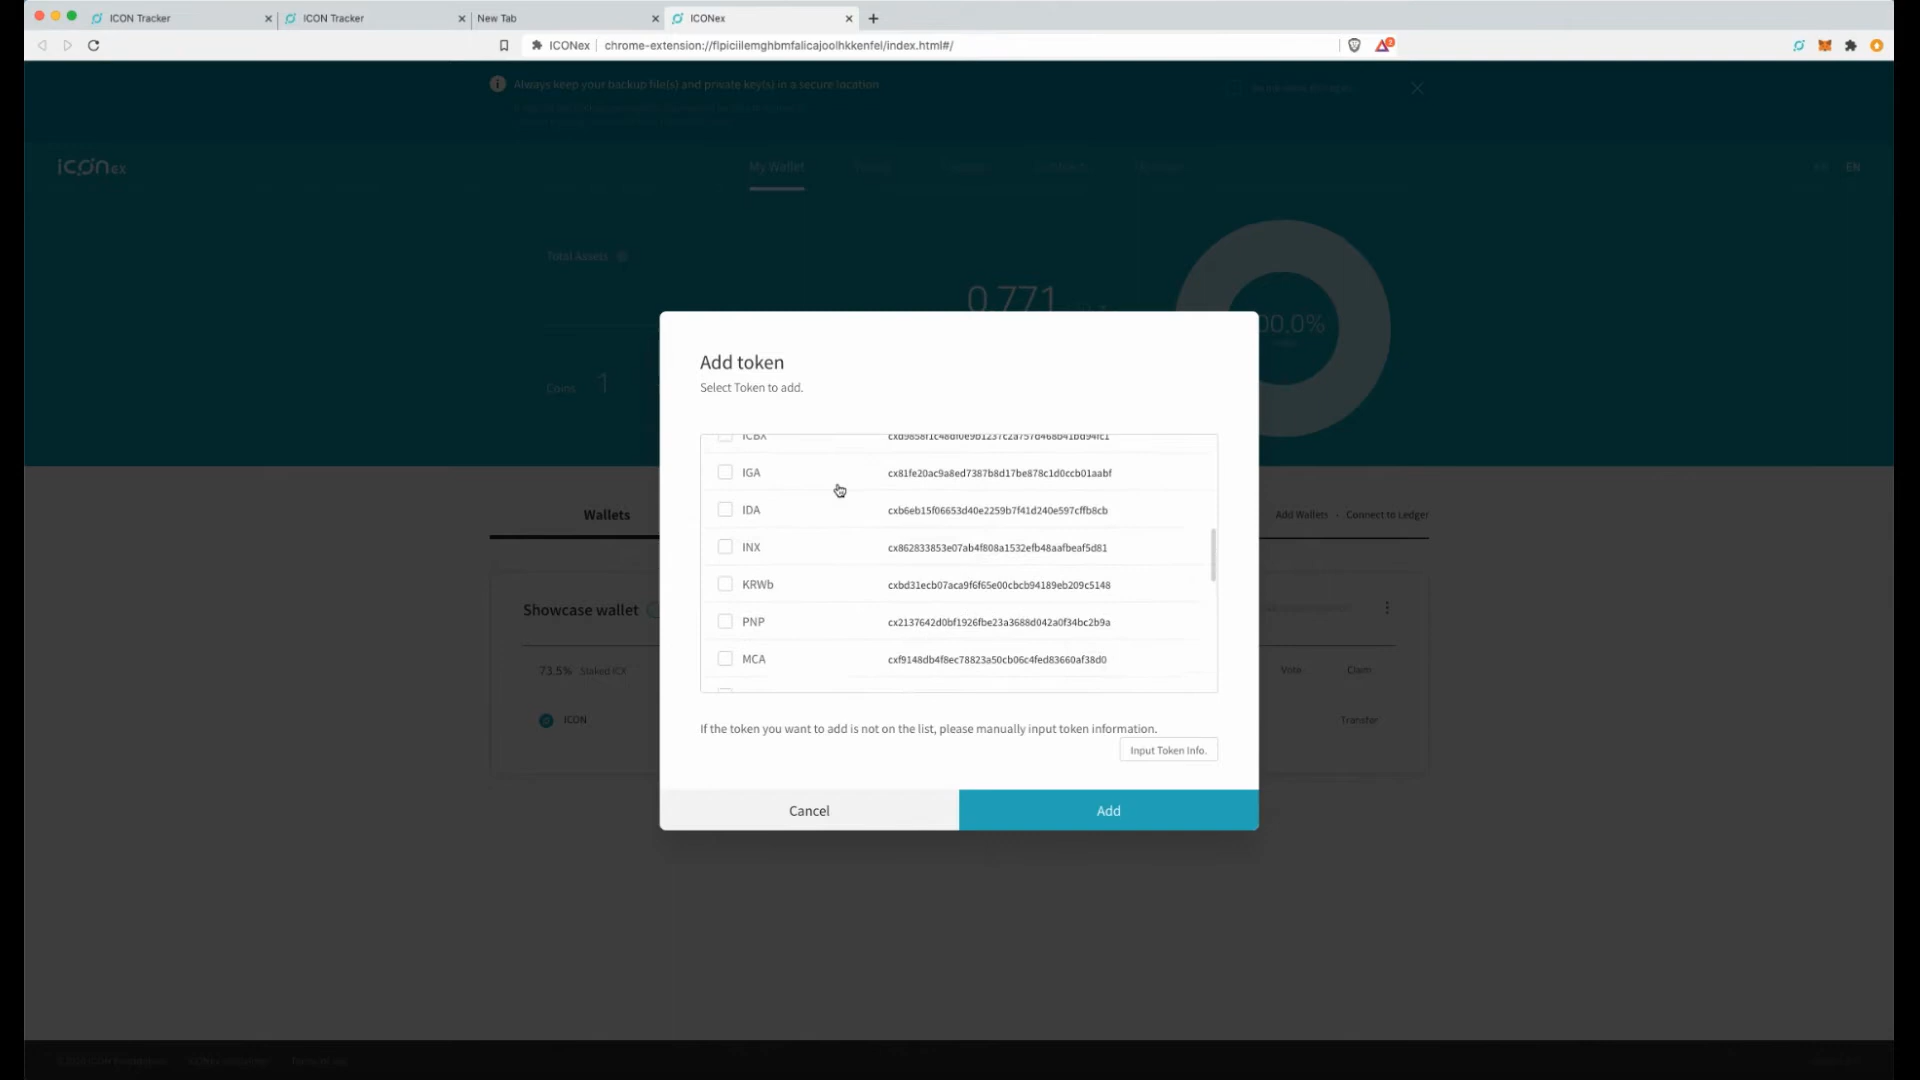 ICON Tracker
ICON Tracker
New Tab
ICONex
ICONex
chrome-extension://flpiciilemghbmfalicajoolhkkenfel/index.html#/
Always keep your backup file(s) and private key(s) in a secure location
iconex
My Wallet
EN
Total Assets
0.771
00.0%
Coins 1
Add token
Select Token to add.
ICBX
IGA cx81fe20ac9a8ed7387b8d17be878c1d0ccb01aabf
IDA cxb6eb15f06653d40e2259b7f41d240e597cffb8cb
INX cx862833853e07ab4f808a1532efb48aafbeaf5d81
KRWb cxbd31ecb07aca9f6f65e00cbcb94189eb209c5148
PNP cx2137642d0bf1926fbe23a3688d042a0f34bc2b9a
MCA cxf9148db4f8ec78823a50cb06c4fed83660af38d0
If the token you want to add is not on the list, please manually input token information.
Input Token Info.
Cancel
Add
Wallets
Add Wallets
Connect to Ledger
Showcase wallet
73.5% Staked ICX
Vote
Claim
ICON
Transfer